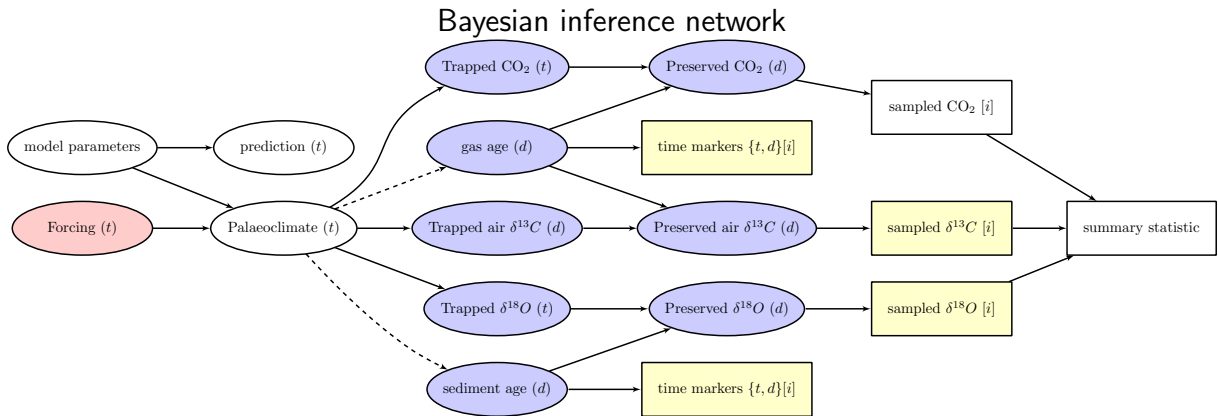 Bayesian inference network
Trapped CO₂ (t)
Preserved CO₂ (d)
sampled CO₂ [i]
model parameters
prediction (t)
gas age (d)
time markers {t, d}[i]
Forcing (t)
Palaeoclimate (t)
Trapped air δ¹³C (d)
Preserved air δ¹³C (d)
sampled δ¹³C [i]
summary statistic
Trapped δ¹⁸O (t)
Preserved δ¹⁸O (d)
sampled δ¹⁸O [i]
sediment age (d)
time markers {t, d}[i]